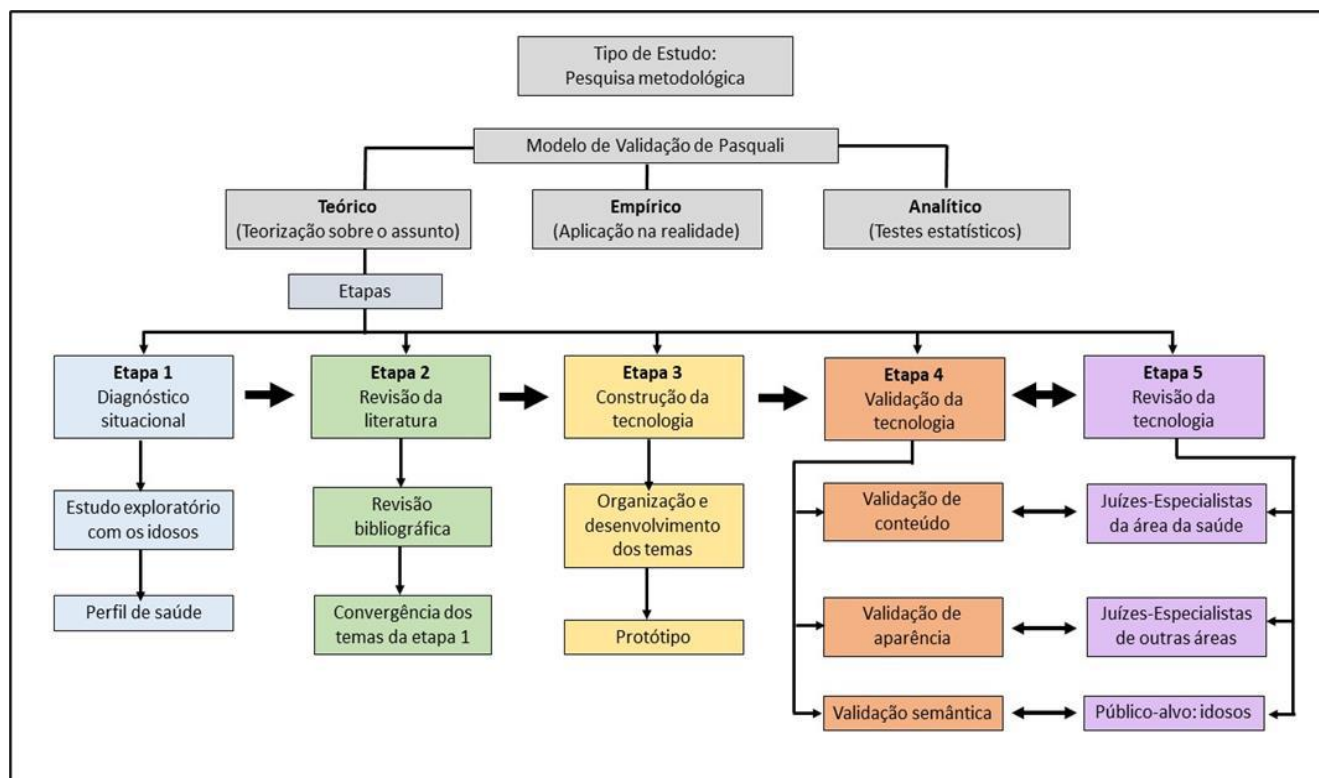 Tipo de Estudo:
Pesquisa metodológica
Modelo de Validação de Pasquali
Teórico
(Teorização sobre o assunto)
Empírico
(Aplicação na realidade)
Analítico
(Testes estatísticos)
Etapas
Etapa 1
Diagnóstico
situacional
Etapa 2
Revisão da
literatura
Etapa 3
Construção da
tecnologia
Etapa 4
Validação da
tecnologia
Etapa 5
Revisão da
tecnologia
Estudo exploratório
com os idosos
Revisão
bibliográfica
Organização e
desenvolvimento
dos temas
Validação de
conteúdo
Juízes-Especialistas
da área da saúde
Perfil de saúde
Convergência dos
temas da etapa 1
Protótipo
Validação de
aparência
Juízes-Especialistas
de outras áreas
Validação semântica
Público-alvo: idosos